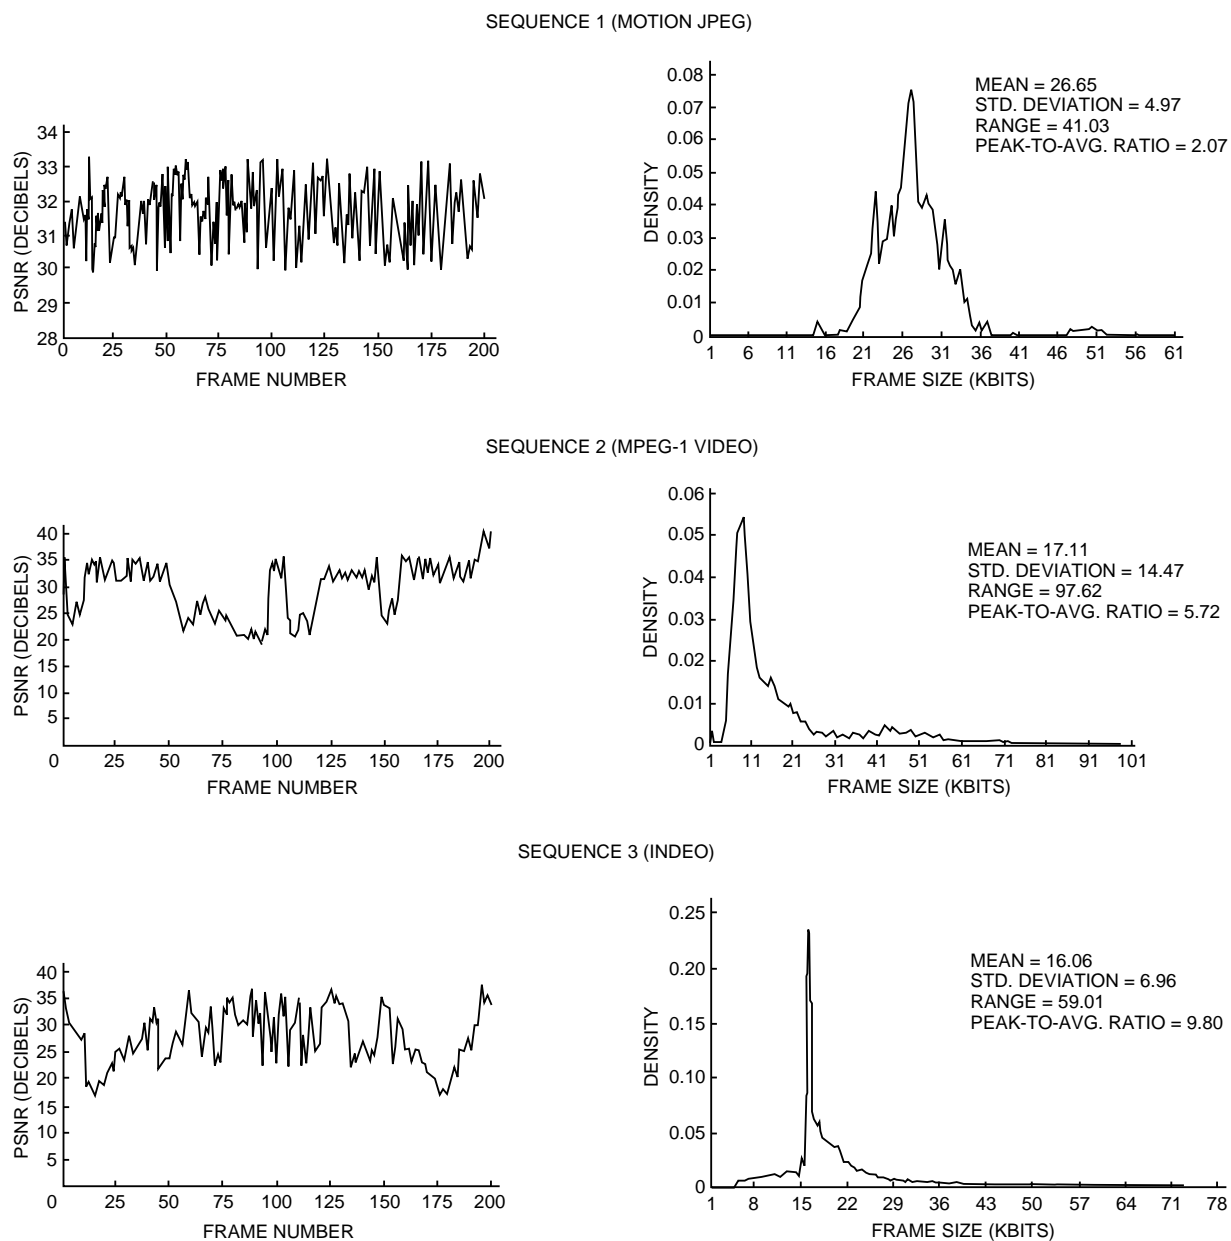 SEQUENCE 1 (MOTION JPEG)
PSNR (DECIBELS)
34
33
32
31
30
29
28
0 25 50 75 100 125 150 175 200
FRAME NUMBER
DENSITY
0.08
0.07
0.06
0.05
0.04
0.03
0.02
0.01
0
1 6 11 16 21 26 31 36 41 46 51 56 61
FRAME SIZE (KBITS)
MEAN = 26.65
STD. DEVIATION = 4.97
RANGE = 41.03
PEAK-TO-AVG. RATIO = 2.07
SEQUENCE 2 (MPEG-1 VIDEO)
PSNR (DECIBELS)
40
35
30
25
20
15
10
5
0 25 50 75 100 125 150 175 200
FRAME NUMBER
DENSITY
0.06
0.05
0.04
0.03
0.02
0.01
0
1 11 21 31 41 51 61 71 81 91 101
FRAME SIZE (KBITS)
MEAN = 17.11
STD. DEVIATION = 14.47
RANGE = 97.62
PEAK-TO-AVG. RATIO = 5.72
SEQUENCE 3 (INDEO)
PSNR (DECIBELS)
40
35
30
25
20
15
10
5
0 25 50 75 100 125 150 175 200
FRAME NUMBER
DENSITY
0.25
0.20
0.15
0.10
0.05
0
1 8 15 22 29 36 43 50 57 64 71 78
FRAME SIZE (KBITS)
MEAN = 16.06
STD. DEVIATION = 6.96
RANGE = 59.01
PEAK-TO-AVG. RATIO = 9.80